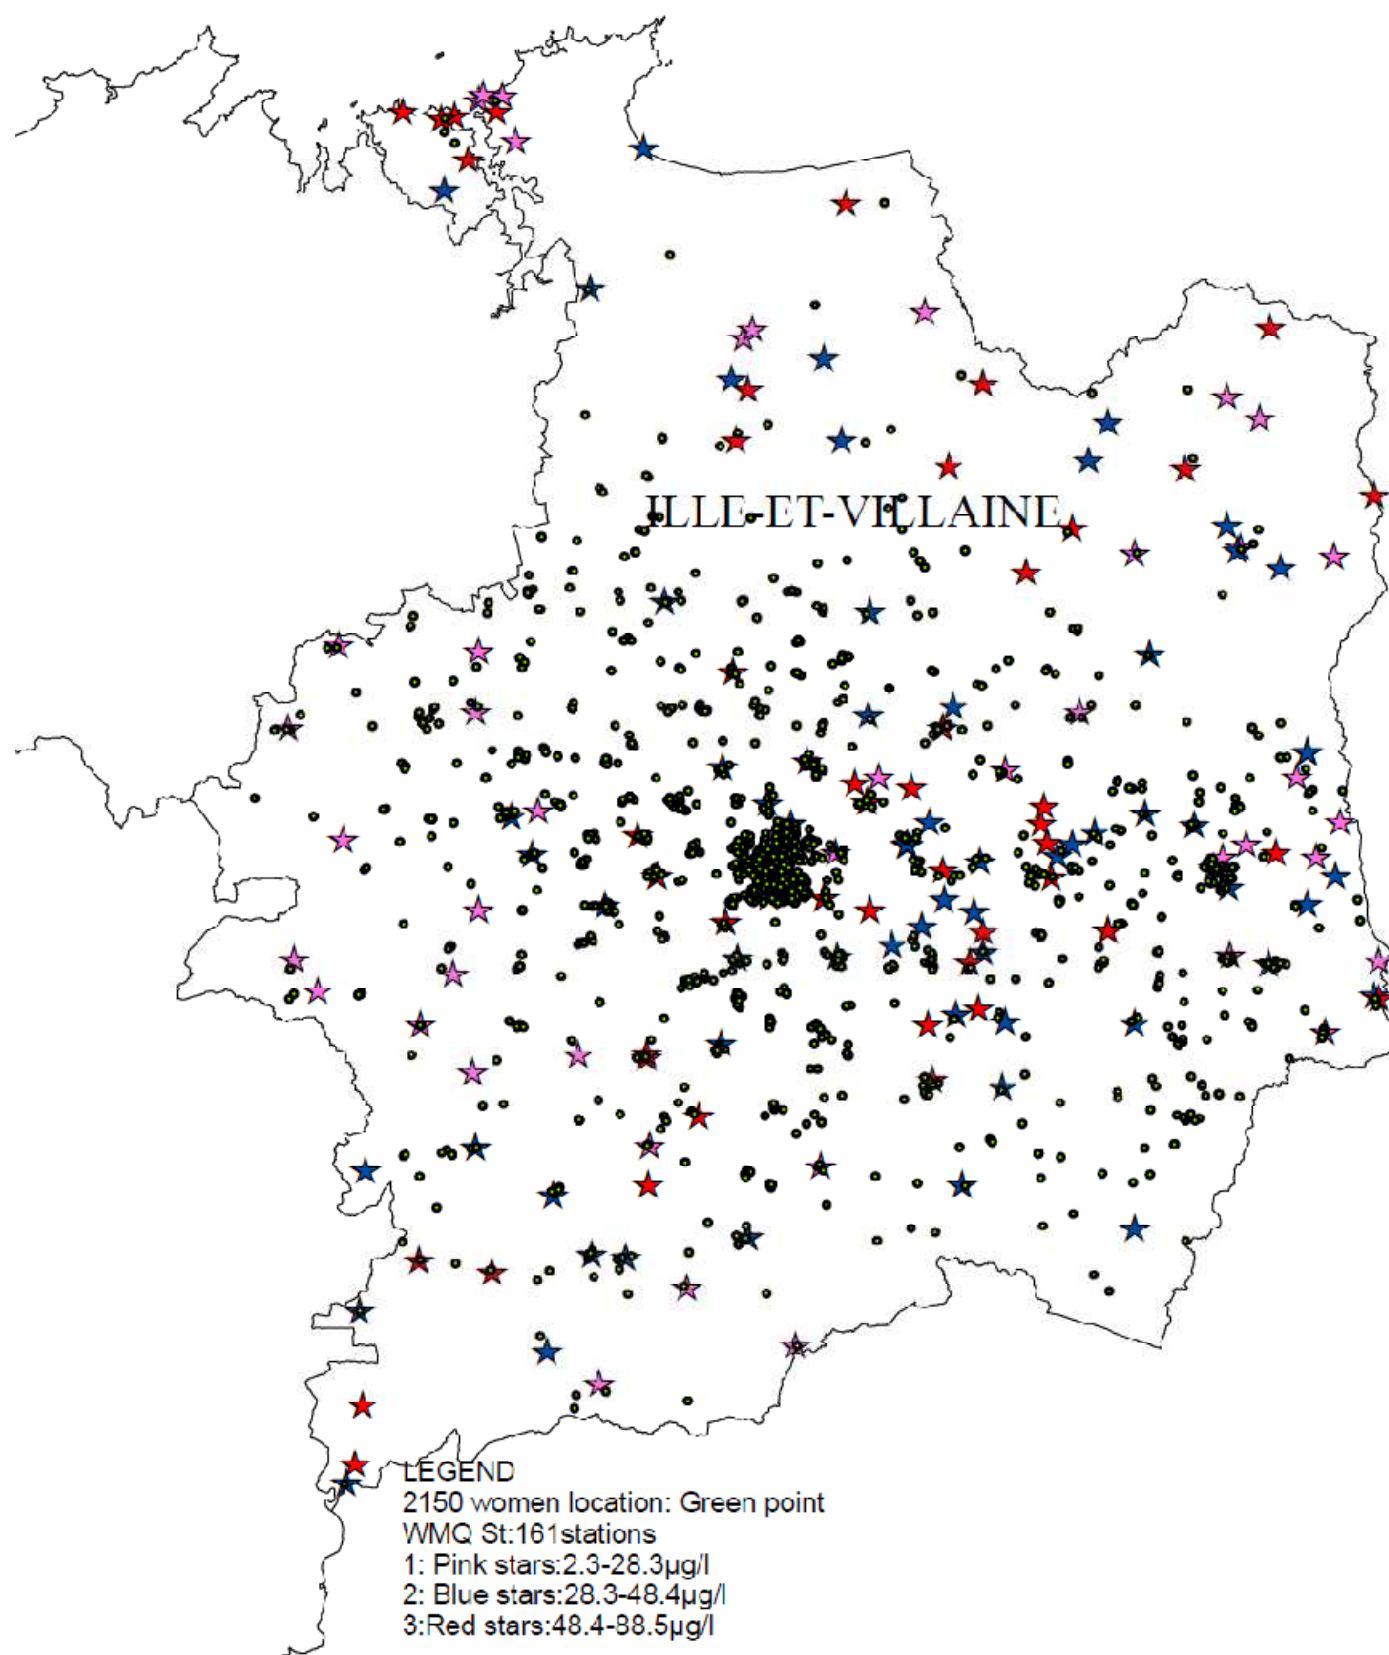 ILLE-ET-VILLAINE
LEGEND
2150 women location: Green point
WMQ St:161stations
1: Pink stars:2.3-28.3µg/l
2: Blue stars:28.3-48.4µg/l
3:Red stars:48.4-88.5µg/l